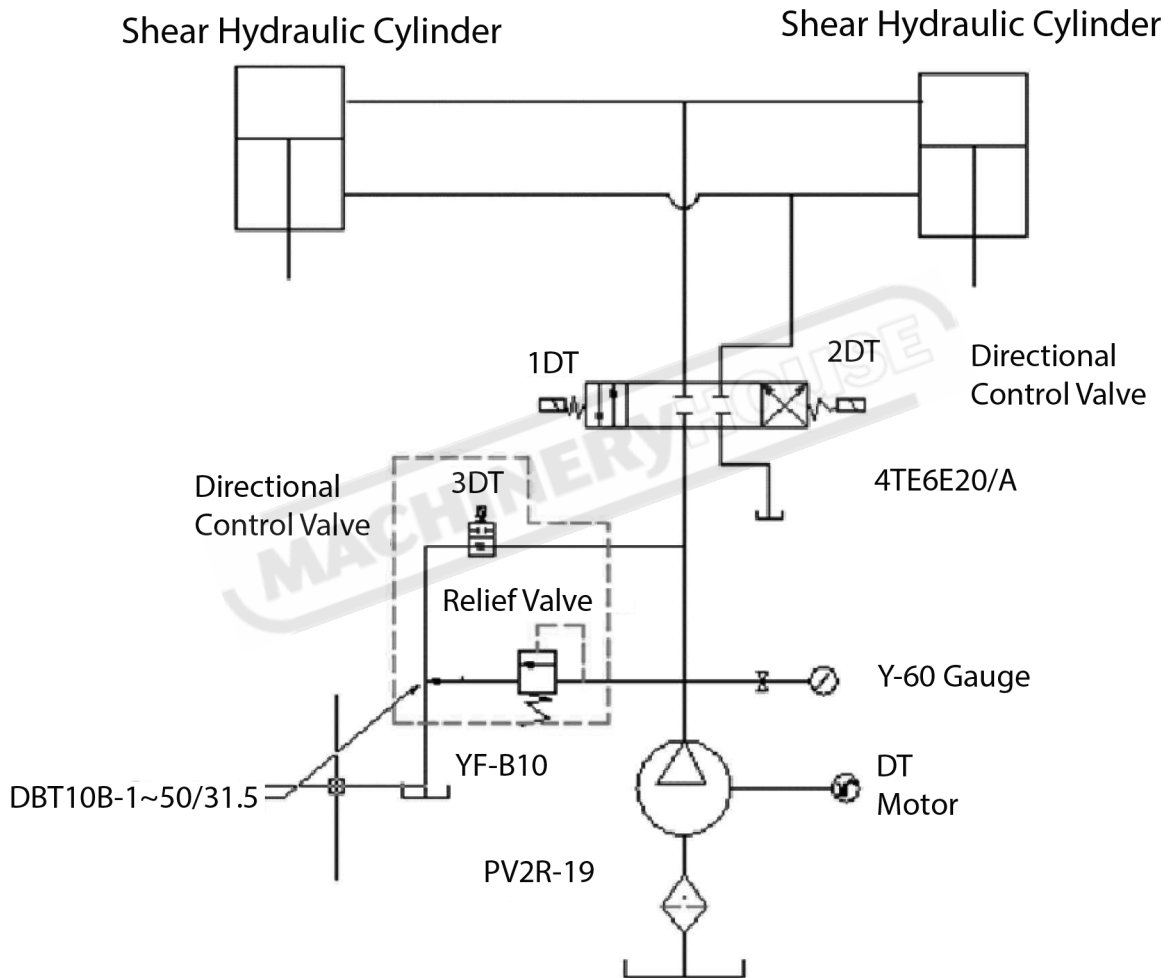 Shear Hydraulic Cylinder
Shear Hydraulic Cylinder
1DT
2DT
Directional
Control Valve
MACHINERYHOUSE
4TE6E20/A
3DT
Directional
Control Valve
Relief Valve
Y-60 Gauge
YF-B10
DT
Motor
DBT10B-1~50/31.5
PV2R-19